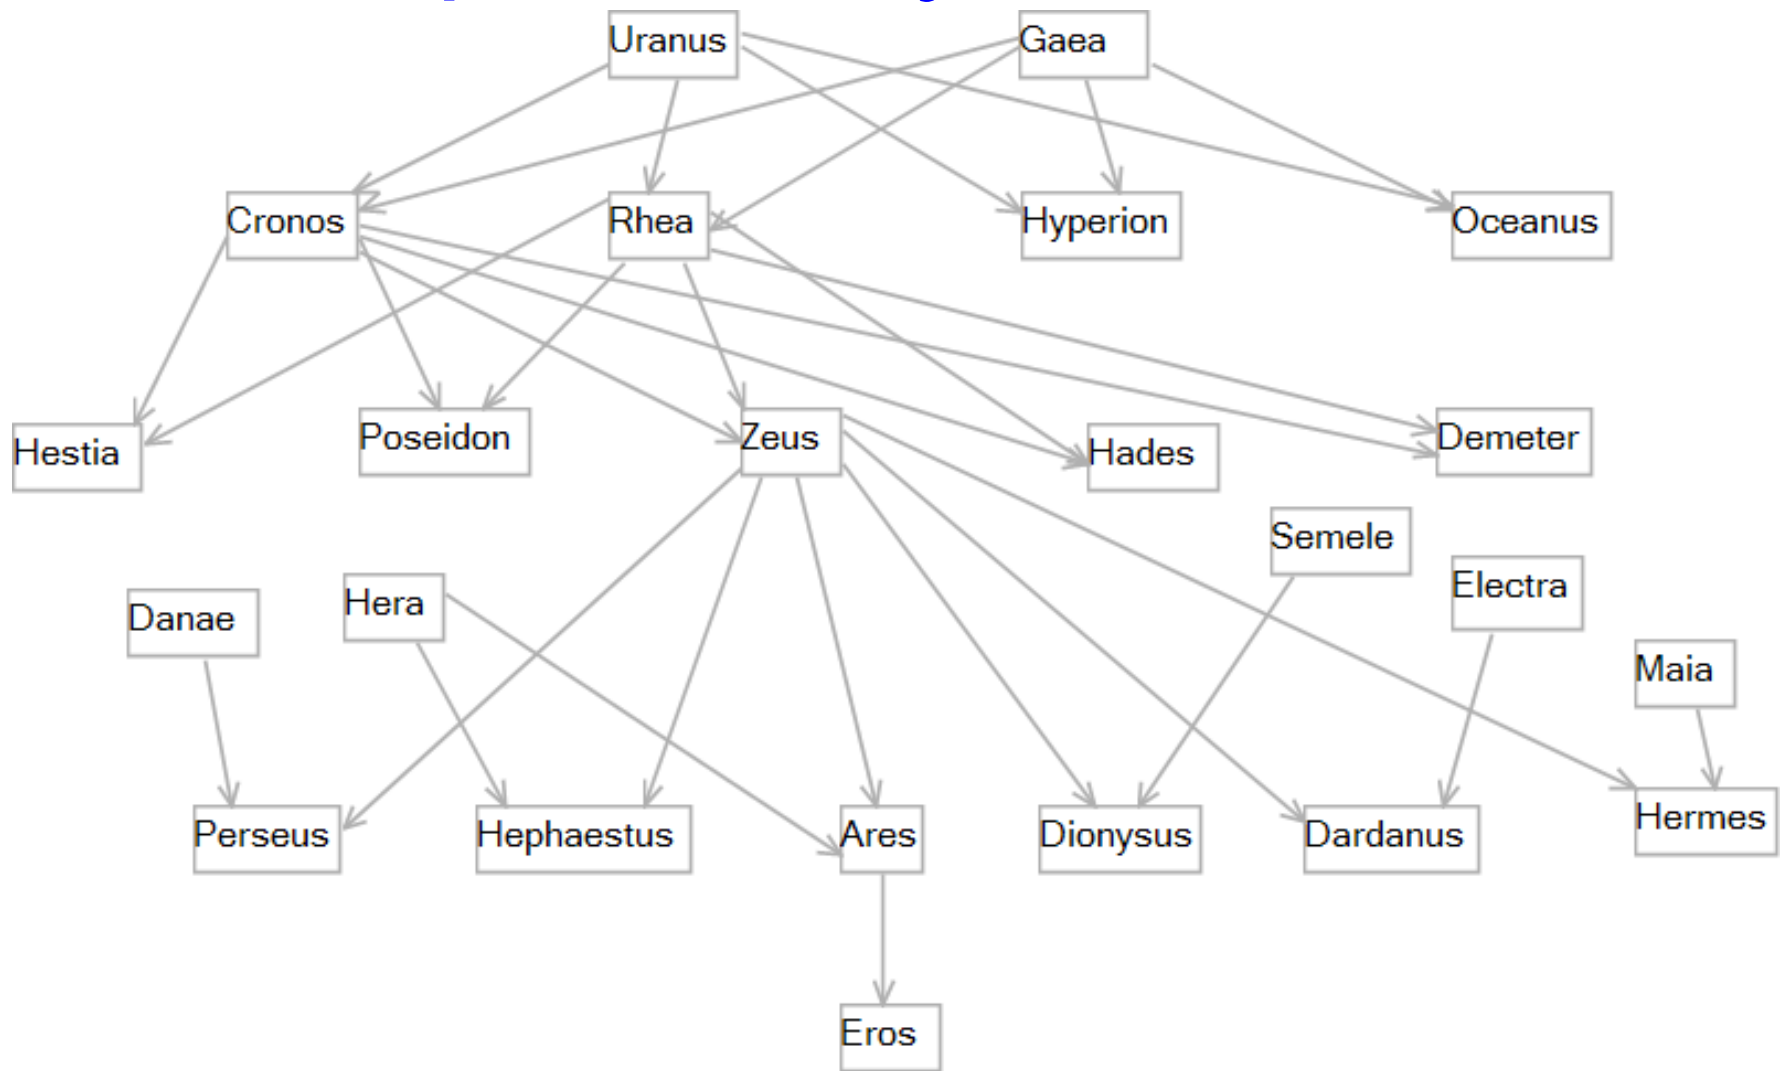 Uranus
Gaea
Cronos
Rhea
Hyperion
Oceanus
Hestia
Poseidon
Zeus
Hades
Demeter
Semele
Electra
Danae
Hera
Maia
Perseus
Hephaestus
Ares
Dionysus
Dardanus
Hermes
Eros